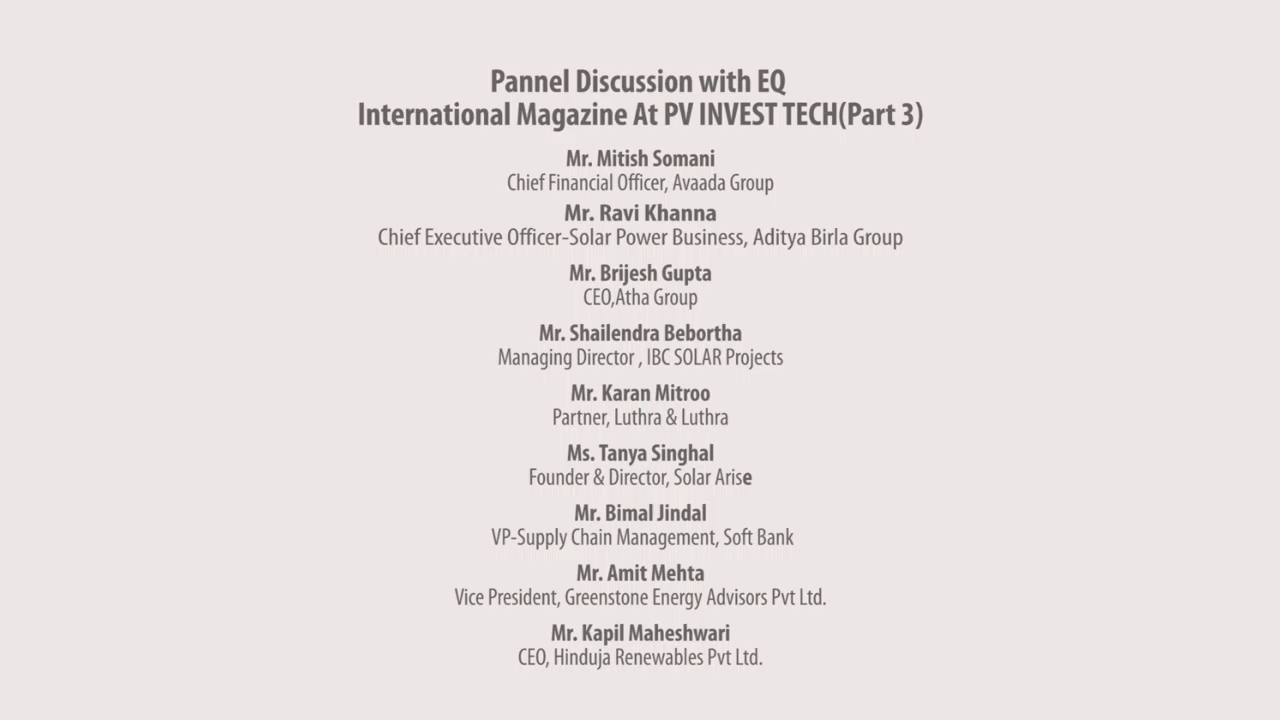 Pannel Discussion with EQ
International Magazine At PV INVEST TECH(Part 3)
Mr. Mitish Somani
Chief Financial Officer, Avaada Group
Mr. Ravi Khanna
Chief Executive Officer-Solar Power Business, Aditya Birla Group
Mr. Brijesh Gupta
CEO,Atha Group
Mr. Shailendra Bebortha
Managing Director , IBC SOLAR Projects
Mr. Karan Mitroo
Partner, Luthra & Luthra
Ms. Tanya Singhal
Founder & Director, Solar Arise
Mr. Bimal Jindal
VP-Supply Chain Management, Soft Bank
Mr. Amit Mehta
Vice President, Greenstone Energy Advisors Pvt Ltd.
Mr. Kapil Maheshwari
CEO, Hinduja Renewables Pvt Ltd.